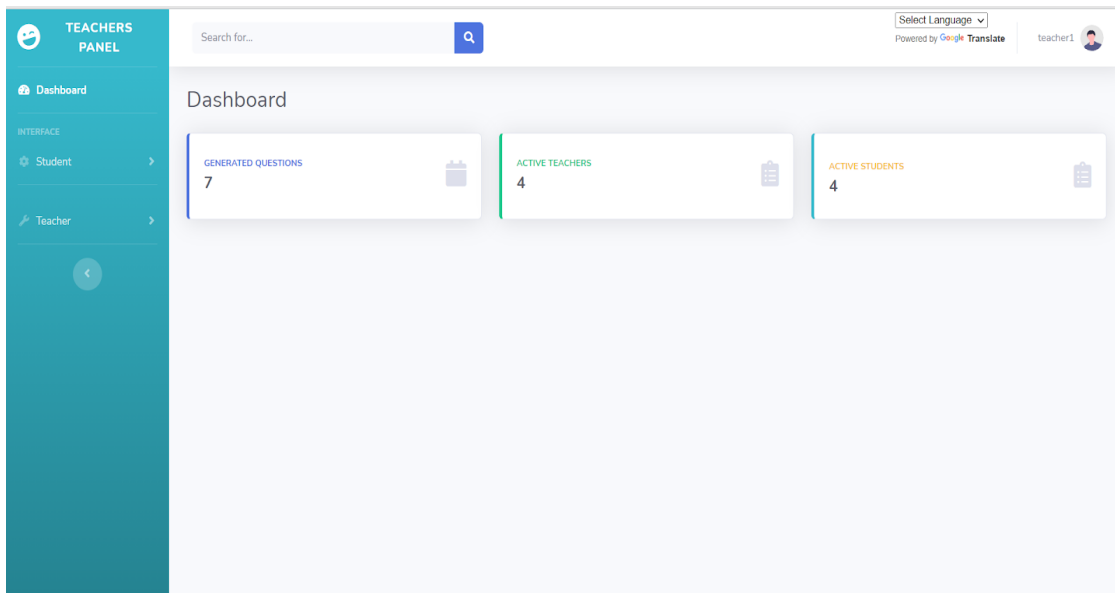 TEACHERS
PANEL
Search for...
Select Language
Powered by Google Translate
teacher1
Dashboard
INTERFACE
Student
Teacher
Dashboard
GENERATED QUESTIONS
7
ACTIVE TEACHERS
4
ACTIVE STUDENTS
4